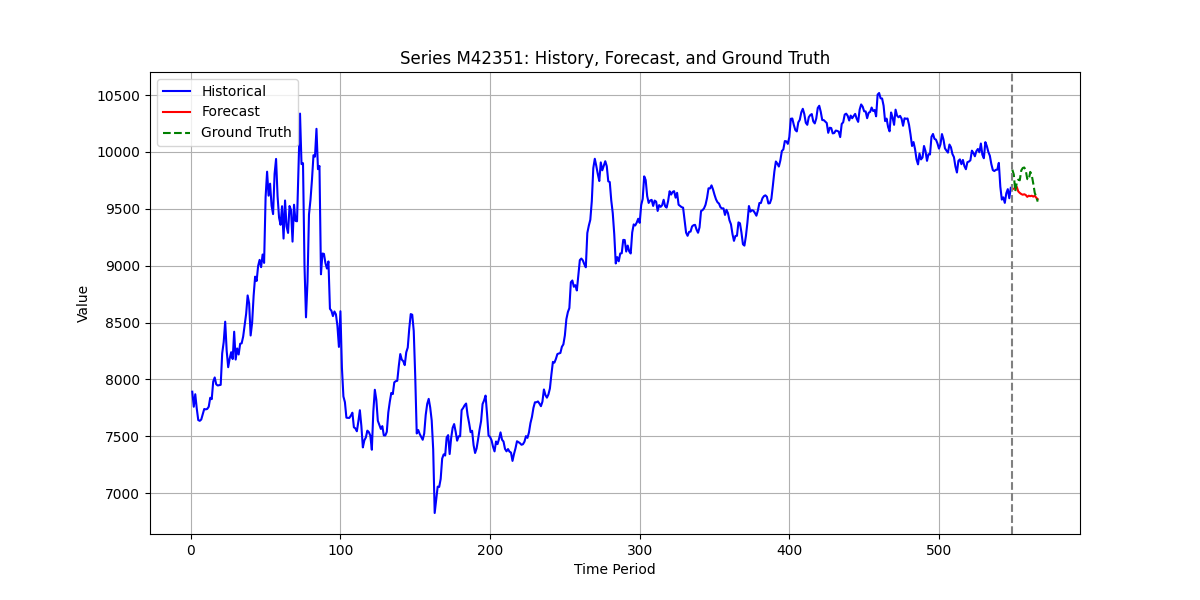 Series M42351: History, Forecast, and Ground Truth
Historical
Forecast
Ground Truth
10500
10000
9500
9000
8500
8000
7500
7000
Value
0 100 200 300 400 500
Time Period